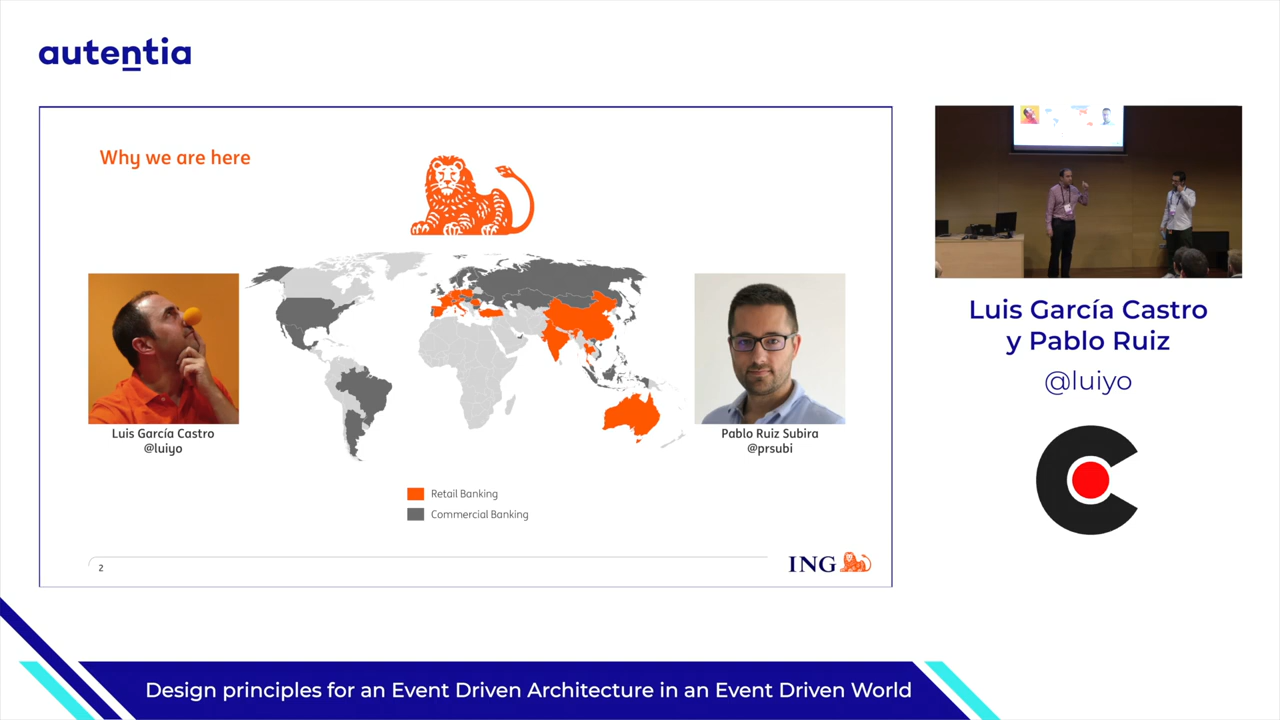 autentia
Why we are here
Luis García Castro
@luiyo
Pablo Ruiz Subira
@prsubi
Retail Banking
Commercial Banking
2
ING
Luis García Castro
y Pablo Ruiz
@luiyo
Design principles for an Event Driven Architecture in an Event Driven World